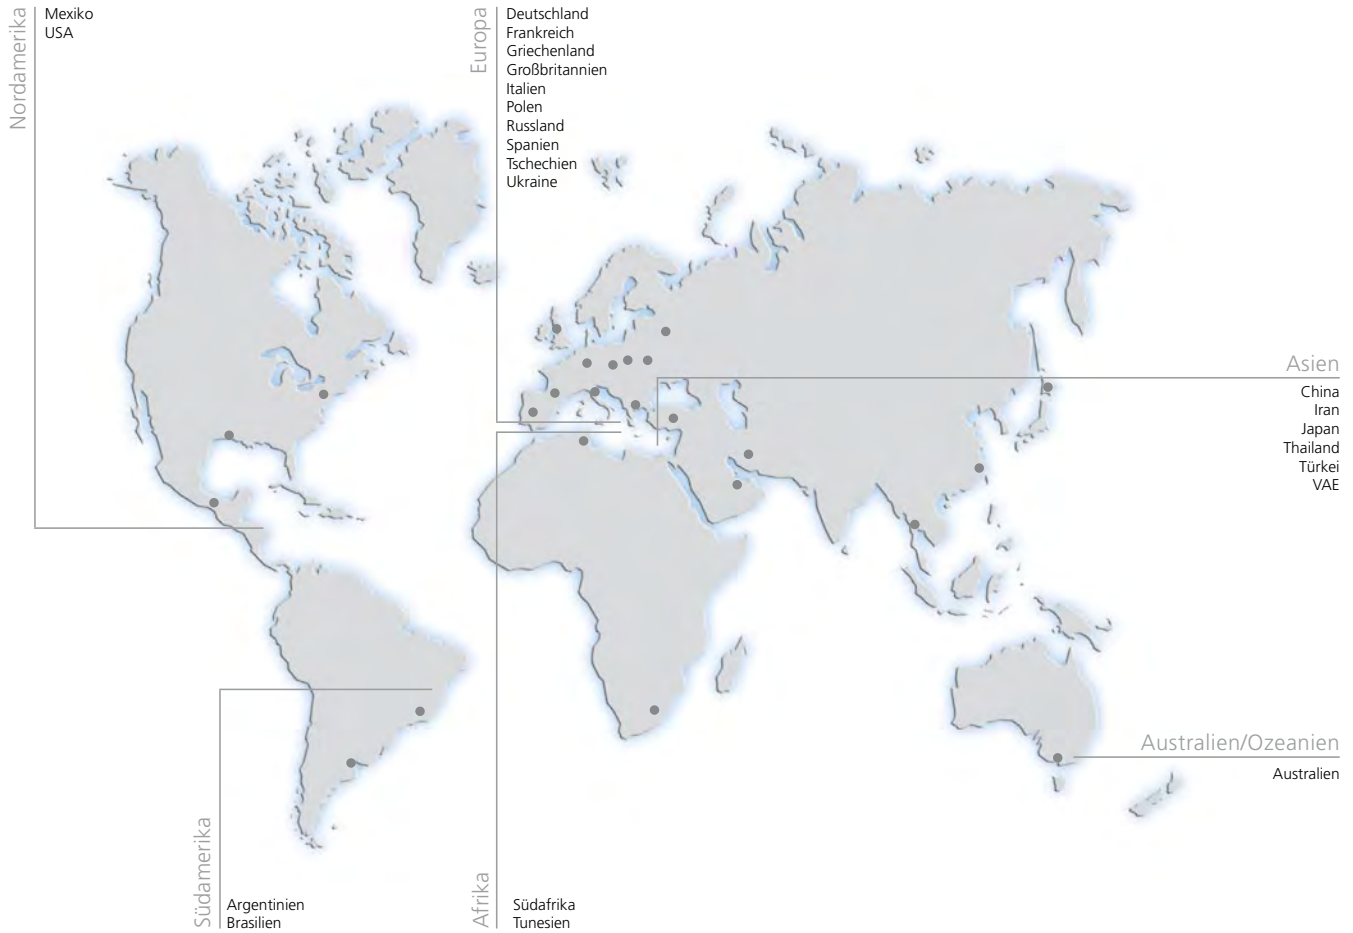 Nordamerika
Mexiko
USA
Europa
Deutschland
Frankreich
Griechenland
Großbritannien
Italien
Polen
Russland
Spanien
Tschechien
Ukraine
Asien
China
Iran
Japan
Thailand
Türkei
VAE
Australien/Ozeanien
Australien
Südamerika
Argentinien
Brasilien
Afrika
Südafrika
Tunesien